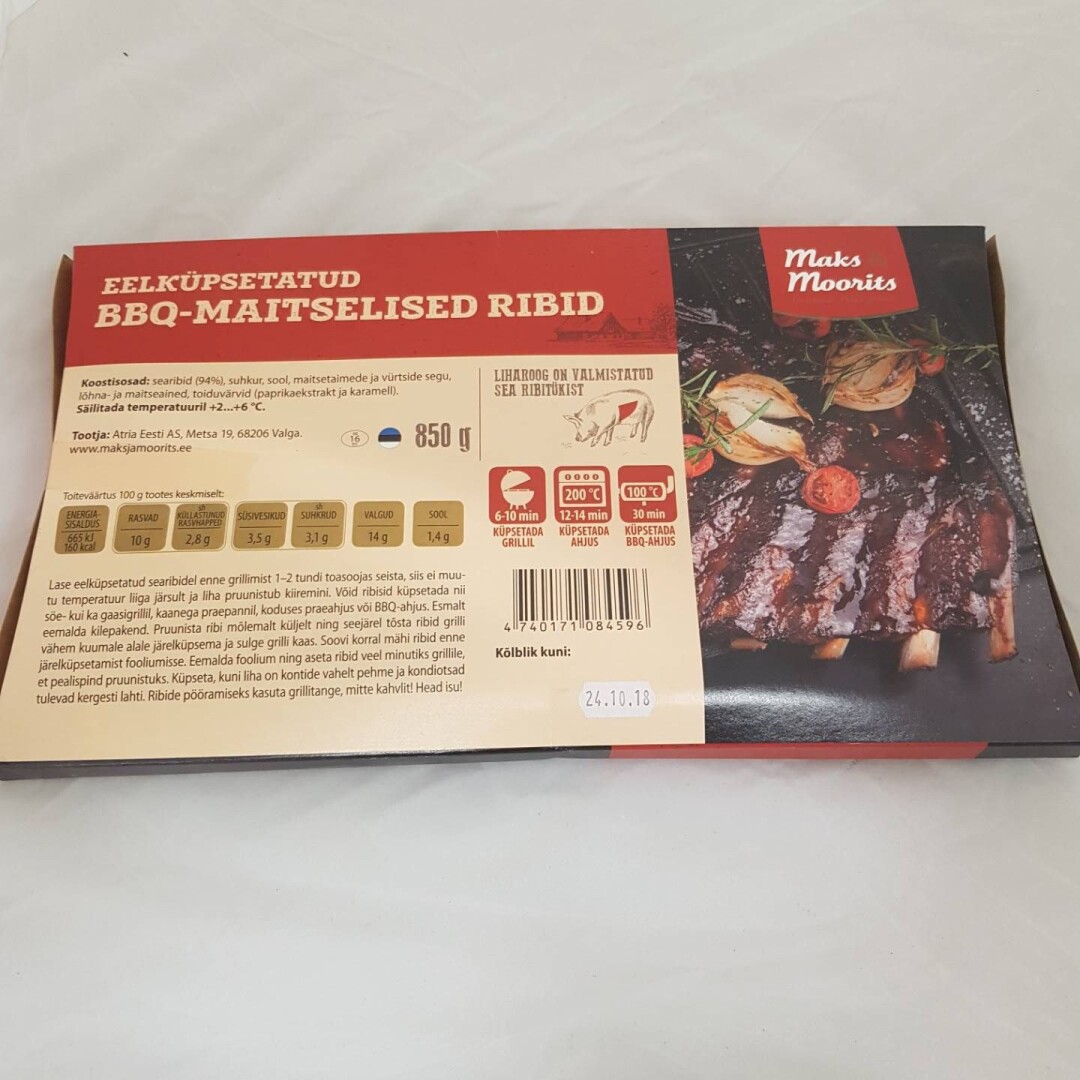 EELKÜPSETATUD
BBQ-MAITSELISED RIBID
Maks &
Moorits
Koostisosad: searibid (94%), suhkur, sool, maitsetaimede ja vürtside segu,
lõhna- ja maitseained, toiduvärvid (paprikaekstrakt ja karamell).
Säilitada temperatuuril +2...+6 °C.
Tootja: Atria Eesti AS, Metsa 19, 68206 Valga.
www.maksjamoorits.ee
16
850 g
LIHAROOG ON VALMISTATUD
SEA RIBITÜKIST
Toiteväärtus 100 g tootes keskmiselt:
ENERGIA-
SISALDUS
665 kJ
160 kcal
RASVAD
10 g
sh
KÜLLASTUNUD
RASVHAPPED
2,8 g
SÜSIVESIKUD
3,5 g
sh
SUHKRUD
3,1 g
VALGUD
14 g
SOOL
1,4 g
6-10 min
KÜPSETADA
GRILLIL
200 °C
12-14 min
KÜPSETADA
AHJUS
100 °C
30 min
KÜPSETADA
BBQ-AHJUS
Lase eelküpsetatud searibidel enne grillimist 1–2 tundi toasoojas seista, siis ei muu-
tu temperatuur liiga järsult ja liha pruunistub kiiremini. Võid ribisid küpsetada nii
söe- kui ka gaasigrillil, kaanega praepannil, koduses praeahjus või BBQ-ahjus. Esmalt
eemalda kilepakend. Pruunista ribi mõlemalt küljelt ning seejärel tõsta ribid grilli
vähem kuumale alale järelküpsema ja sulge grilli kaas. Soovi korral mähi ribid enne
järelküpsetamist fooliumisse. Eemalda foolium ning aseta ribid veel minutiks grillile,
et pealispind pruunistuks. Küpseta, kuni liha on kontide vahelt pehme ja kondiotsad
tulevad kergesti lahti. Ribide pööramiseks kasuta grillitange, mitte kahvlit! Head isu!
4 740171 084596
Kõlblik kuni:
24.10.18